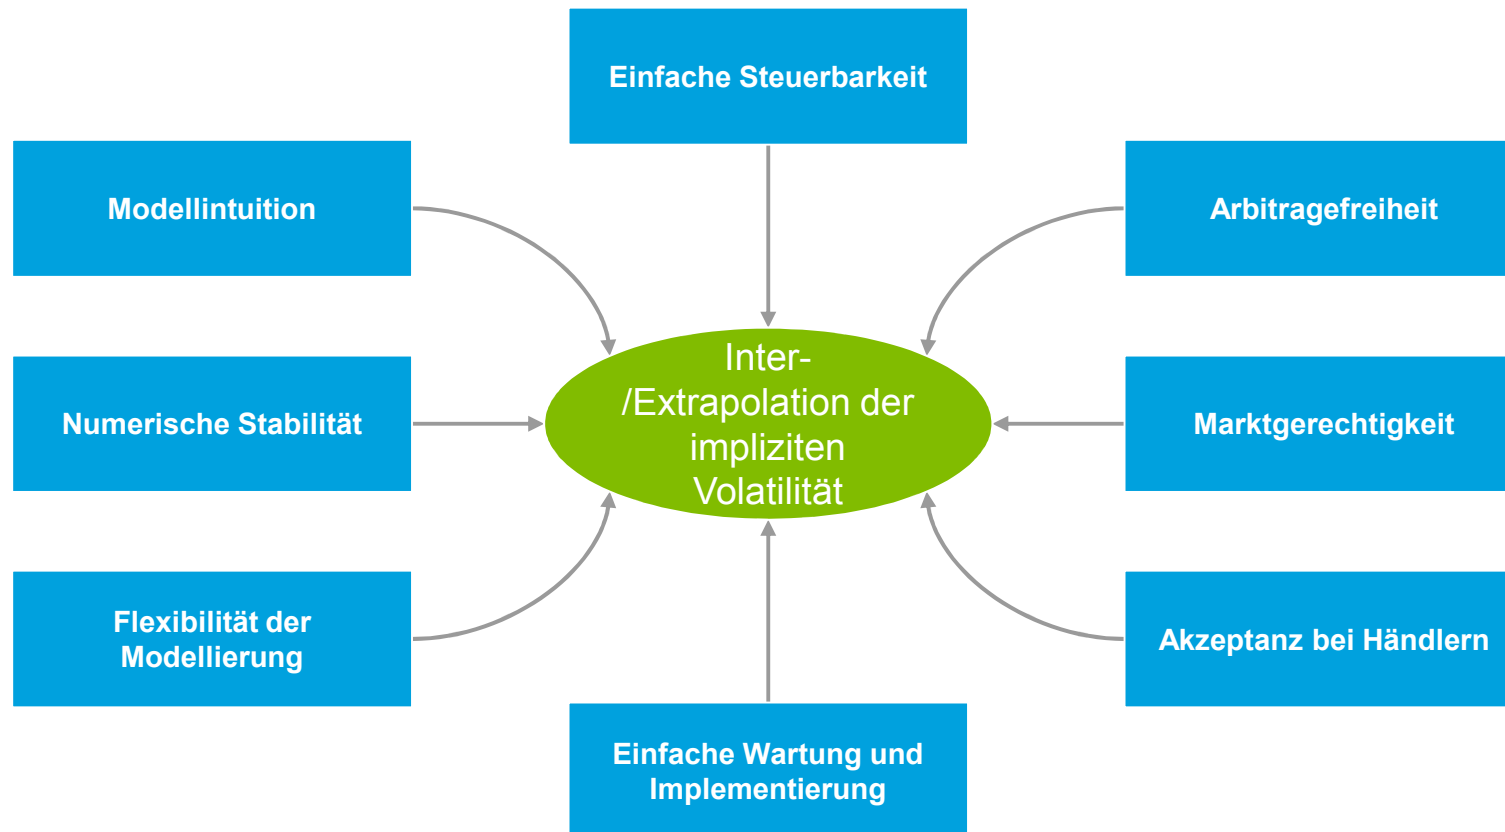 Einfache Steuerbarkeit
Modellintuition
Arbitragefreiheit
Inter-
/Extrapolation der
impliziten
Volatilität
Numerische Stabilität
Marktgerechtigkeit
Flexibilität der
Modellierung
Akzeptanz bei Händlern
Einfache Wartung und
Implementierung